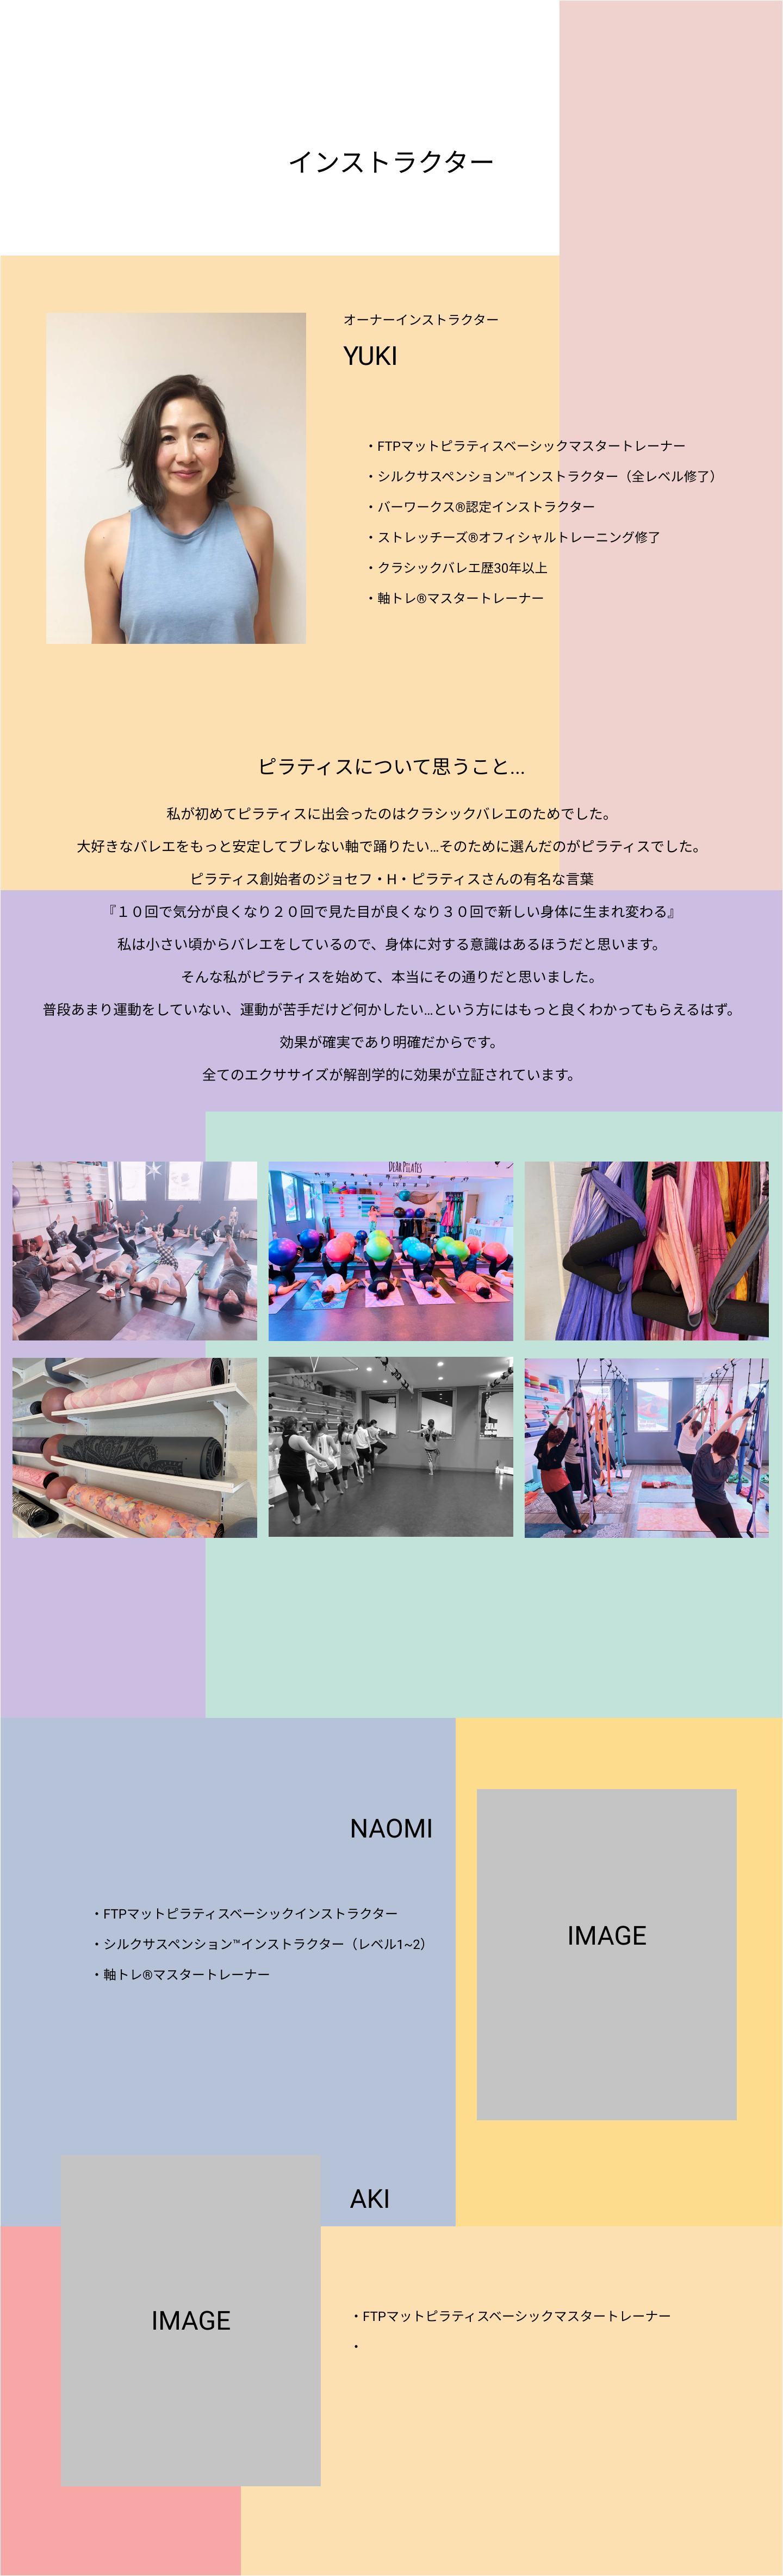 インストラクター
オーナーインストラクター
YUKI
・FTPマットピラティスベーシックマスタートレーナー
・シルクサスペンション™インストラクター（全レベル修了）
・バーワークス®認定インストラクター
・ストレッチーズ®オフィシャルトレーニング修了
・クラシックバレエ歴30年以上
・軸トレ®マスタートレーナー
ピラティスについて思うこと...
私が初めてピラティスに出会ったのはクラシックバレエのためでした。
大好きなバレエをもっと安定してブレない軸で踊りたい...そのために選んだのがピラティスでした。
ピラティス創始者のジョセフ・H・ピラティスさんの有名な言葉
『１０回で気分が良くなり２０回で見た目が良くなり３０回で新しい身体に生まれ変わる』
私は小さい頃からバレエをしているので、身体に対する意識はあるほうだと思います。
そんな私がピラティスを始めて、本当にその通りだと思いました。
普段あまり運動をしていない、運動が苦手だけど何かしたい...という方にはもっと良くわかってもらえるはず。
効果が確実であり明確だからです。
全てのエクササイズが解剖学的に効果が立証されています。
DEAR PILATES
NAOMI
・FTPマットピラティスベーシックインストラクター
・シルクサスペンション™インストラクター（レベル1~2）
・軸トレ®マスタートレーナー
IMAGE
AKI
IMAGE
・FTPマットピラティスベーシックマスタートレーナー
・